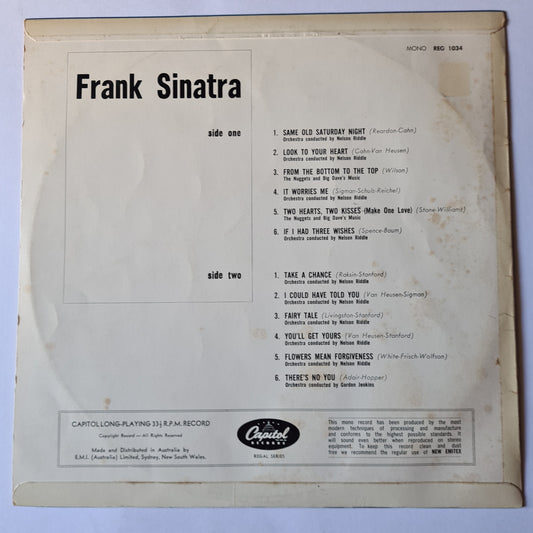 MONO REG 1034
Frank Sinatra
side one
1. SAME OLD SATURDAY NIGHT (Reardon-Cahn)
Orchestra conducted by Nelson Riddle
2. LOOK TO YOUR HEART (Cahn-Van Heusen)
Orchestra conducted by Nelson Riddle
3. FROM THE BOTTOM TO THE TOP (Wilson)
The Nuggets and Big Dave's Music
4. IT WORRIES ME (Sigman-Schulz-Reichel)
Orchestra conducted by Nelson Riddle
5. TWO HEARTS, TWO KISSES (Make One Love) (Stone-Williams)
The Nuggets and Big Dave's Music
6. IF I HAD THREE WISHES (Spence-Baum)
Orchestra conducted by Nelson Riddle
side two
1. TAKE A CHANCE (Raksin-Stanford)
Orchestra conducted by Nelson Riddle
2. I COULD HAVE TOLD YOU (Van Heusen-Sigman)
Orchestra conducted by Nelson Riddle
3. FAIRY TALE (Livingston-Stanford)
Orchestra conducted by Nelson Riddle
4. YOU'LL GET YOURS (Van Heusen-Stanford)
Orchestra conducted by Nelson Riddle
5. FLOWERS MEAN FORGIVENESS (White-Frisch-Wolfson)
Orchestra conducted by Nelson Riddle
6. THERE'S NO YOU (Adair-Hopper)
Orchestra conducted by Gordon Jenkins
CAPITOL LONG-PLAYING 33⅓ R.P.M. RECORD
Copyright Record — All Rights Reserved
Made and Distributed in Australia by
E.M.I. (Australia) Limited, Sydney, New South Wales.
Capitol
RECORDS
REGAL SERIES
This mono record has been produced by the most
modern techniques of processing and manufacture
and conforms to the highest possible standards. It
will sound even better when reproduced on stereo
equipment. To keep this record clean and dust
free we recommend the regular use of NEW EMITEX